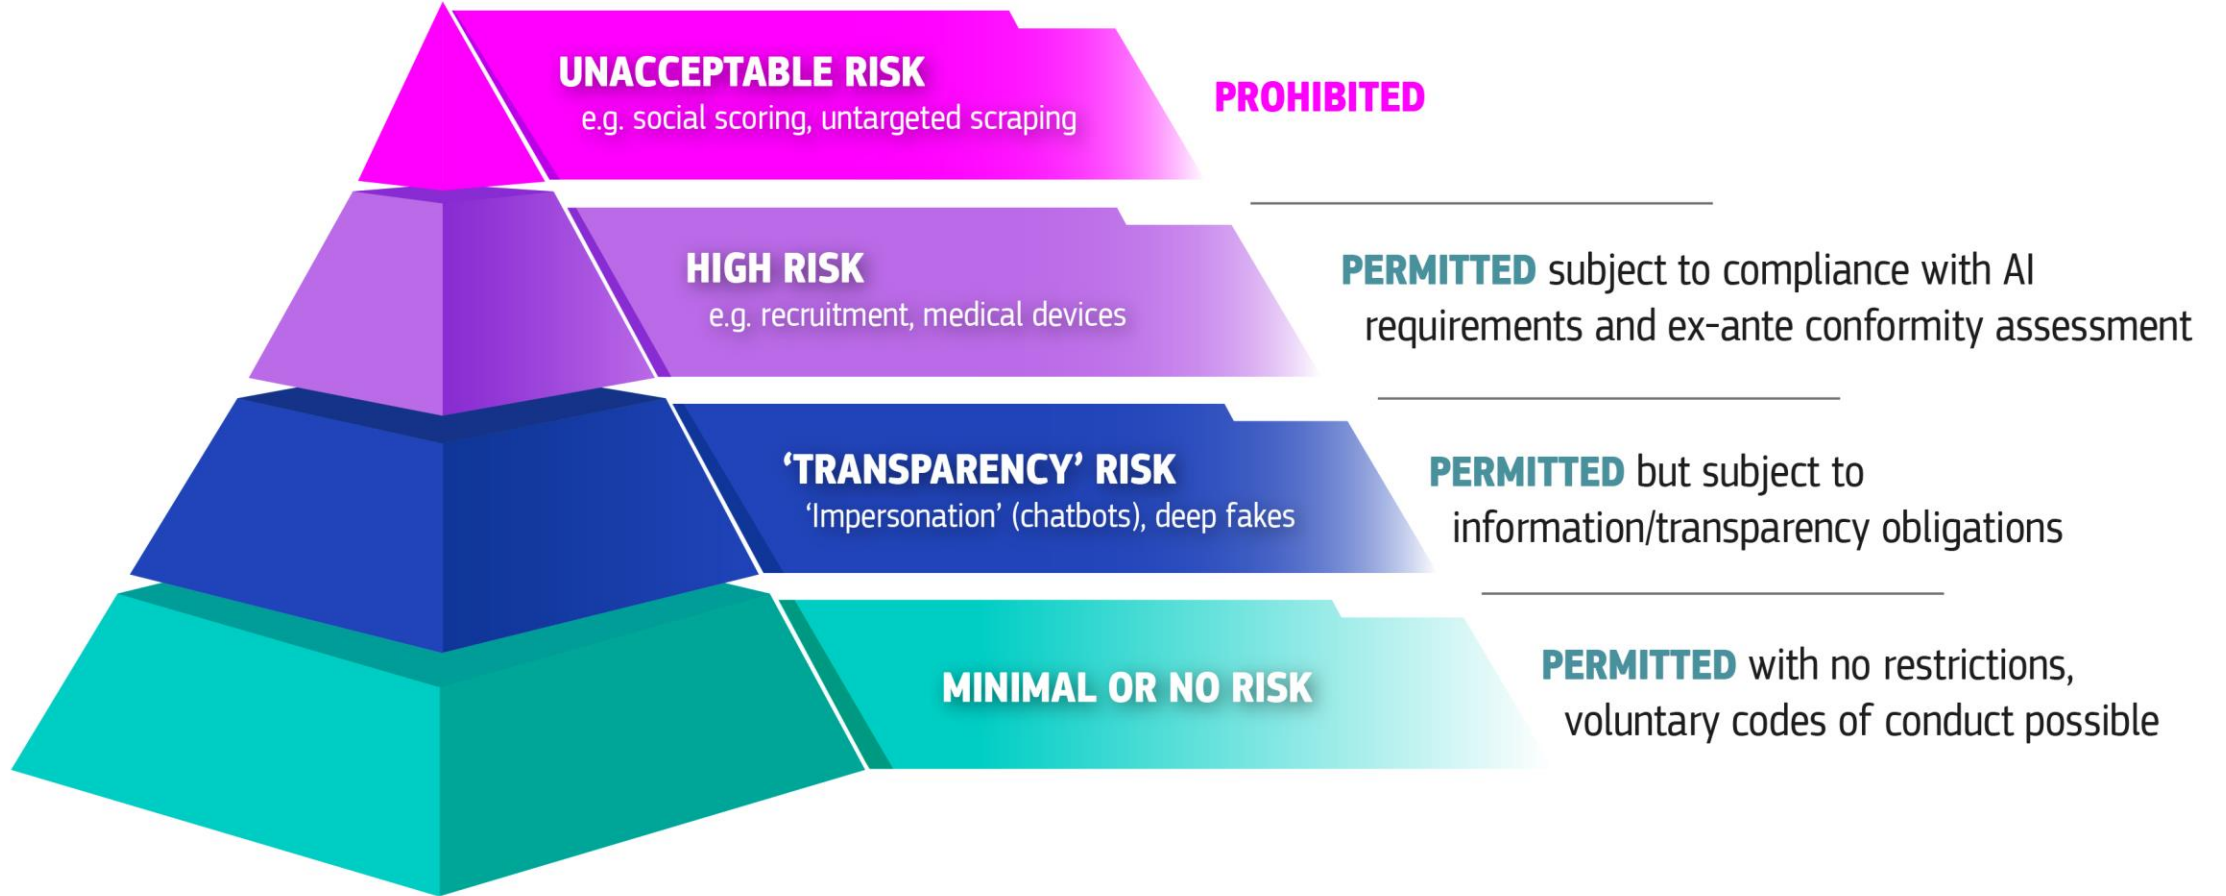 UNACCEPTABLE RISK
e.g. social scoring, untargeted scraping
PROHIBITED
HIGH RISK
e.g. recruitment, medical devices
PERMITTED subject to compliance with AI
requirements and ex-ante conformity assessment
‘TRANSPARENCY’ RISK
‘Impersonation’ (chatbots), deep fakes
PERMITTED but subject to
information/transparency obligations
MINIMAL OR NO RISK
PERMITTED with no restrictions,
voluntary codes of conduct possible